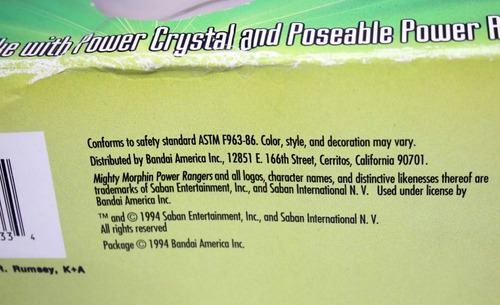 with Power Crystal and Poseable Power
Conforms to safety standard ASTM F963-86. Color, style, and decoration may vary.
Distributed by Bandai America Inc., 12851 E. 166th Street, Cerritos, California 90701.
Mighty Morphin Power Rangers and all logos, character names, and distinctive likenesses thereof are
trademarks of Saban Entertainment, Inc., and Saban International N. V. Used under license by
Bandai America Inc.
™ and © 1994 Saban Entertainment, Inc., and Saban International N. V.
All rights reserved
Package © 1994 Bandai America Inc.
33 4
R. Rumsey, K+A